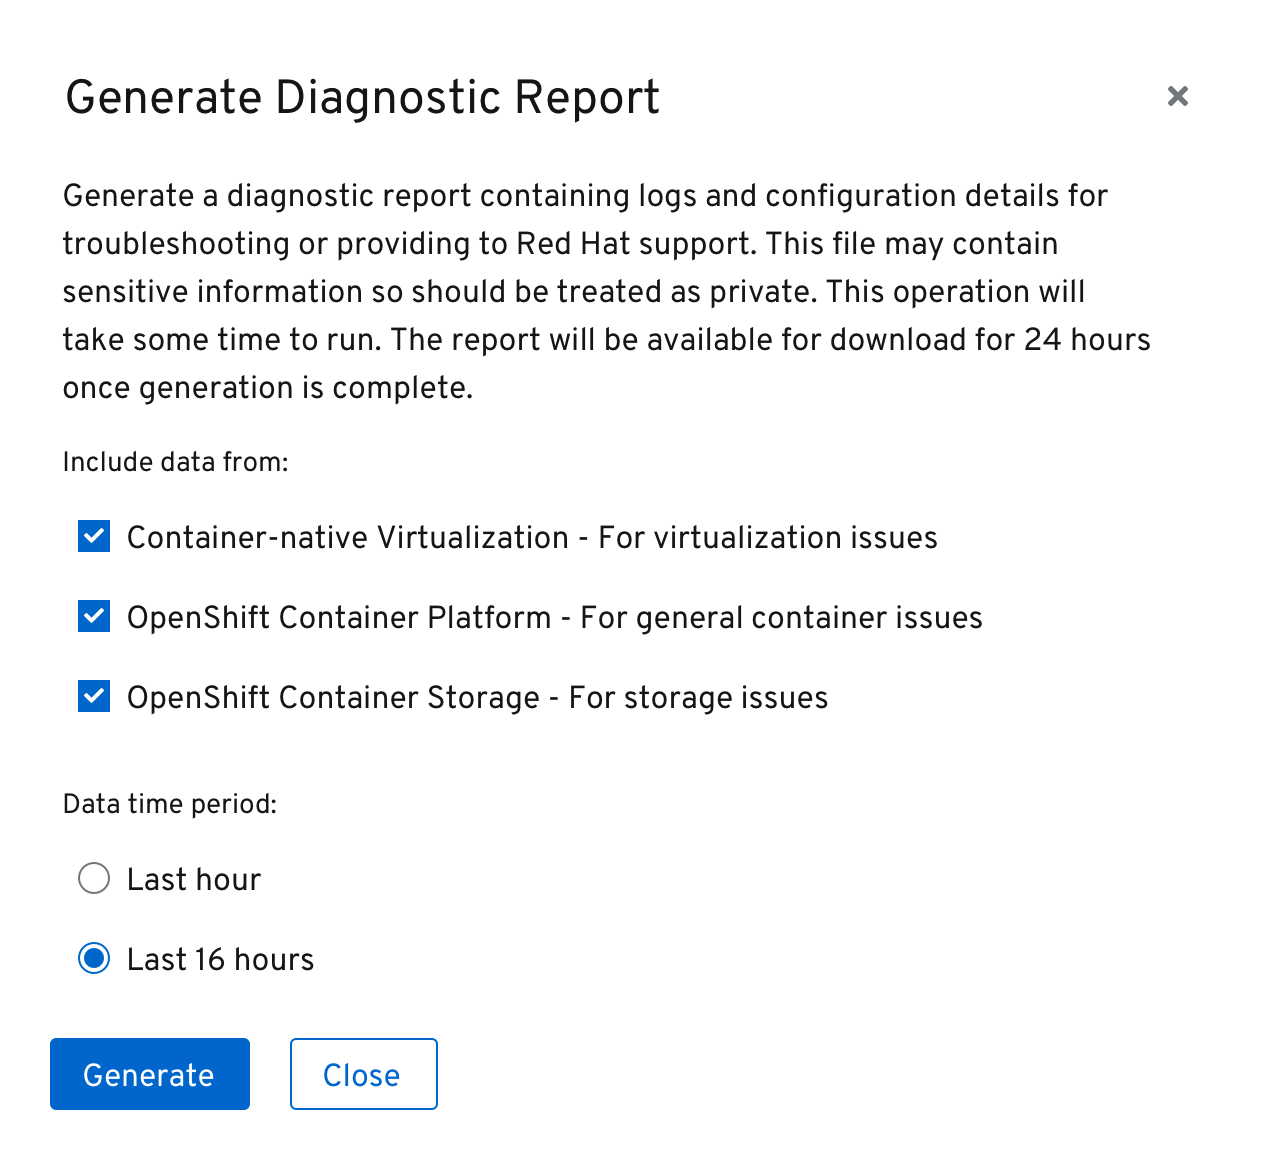 Generate Diagnostic Report
Generate a diagnostic report containing logs and configuration details for
troubleshooting or providing to Red Hat support. This file may contain
sensitive information so should be treated as private. This operation will
take some time to run. The report will be available for download for 24 hours
once generation is complete.
Include data from:
Container-native Virtualization - For virtualization issues
OpenShift Container Platform - For general container issues
OpenShift Container Storage - For storage issues
Data time period:
Last hour
Last 16 hours
Generate
Close